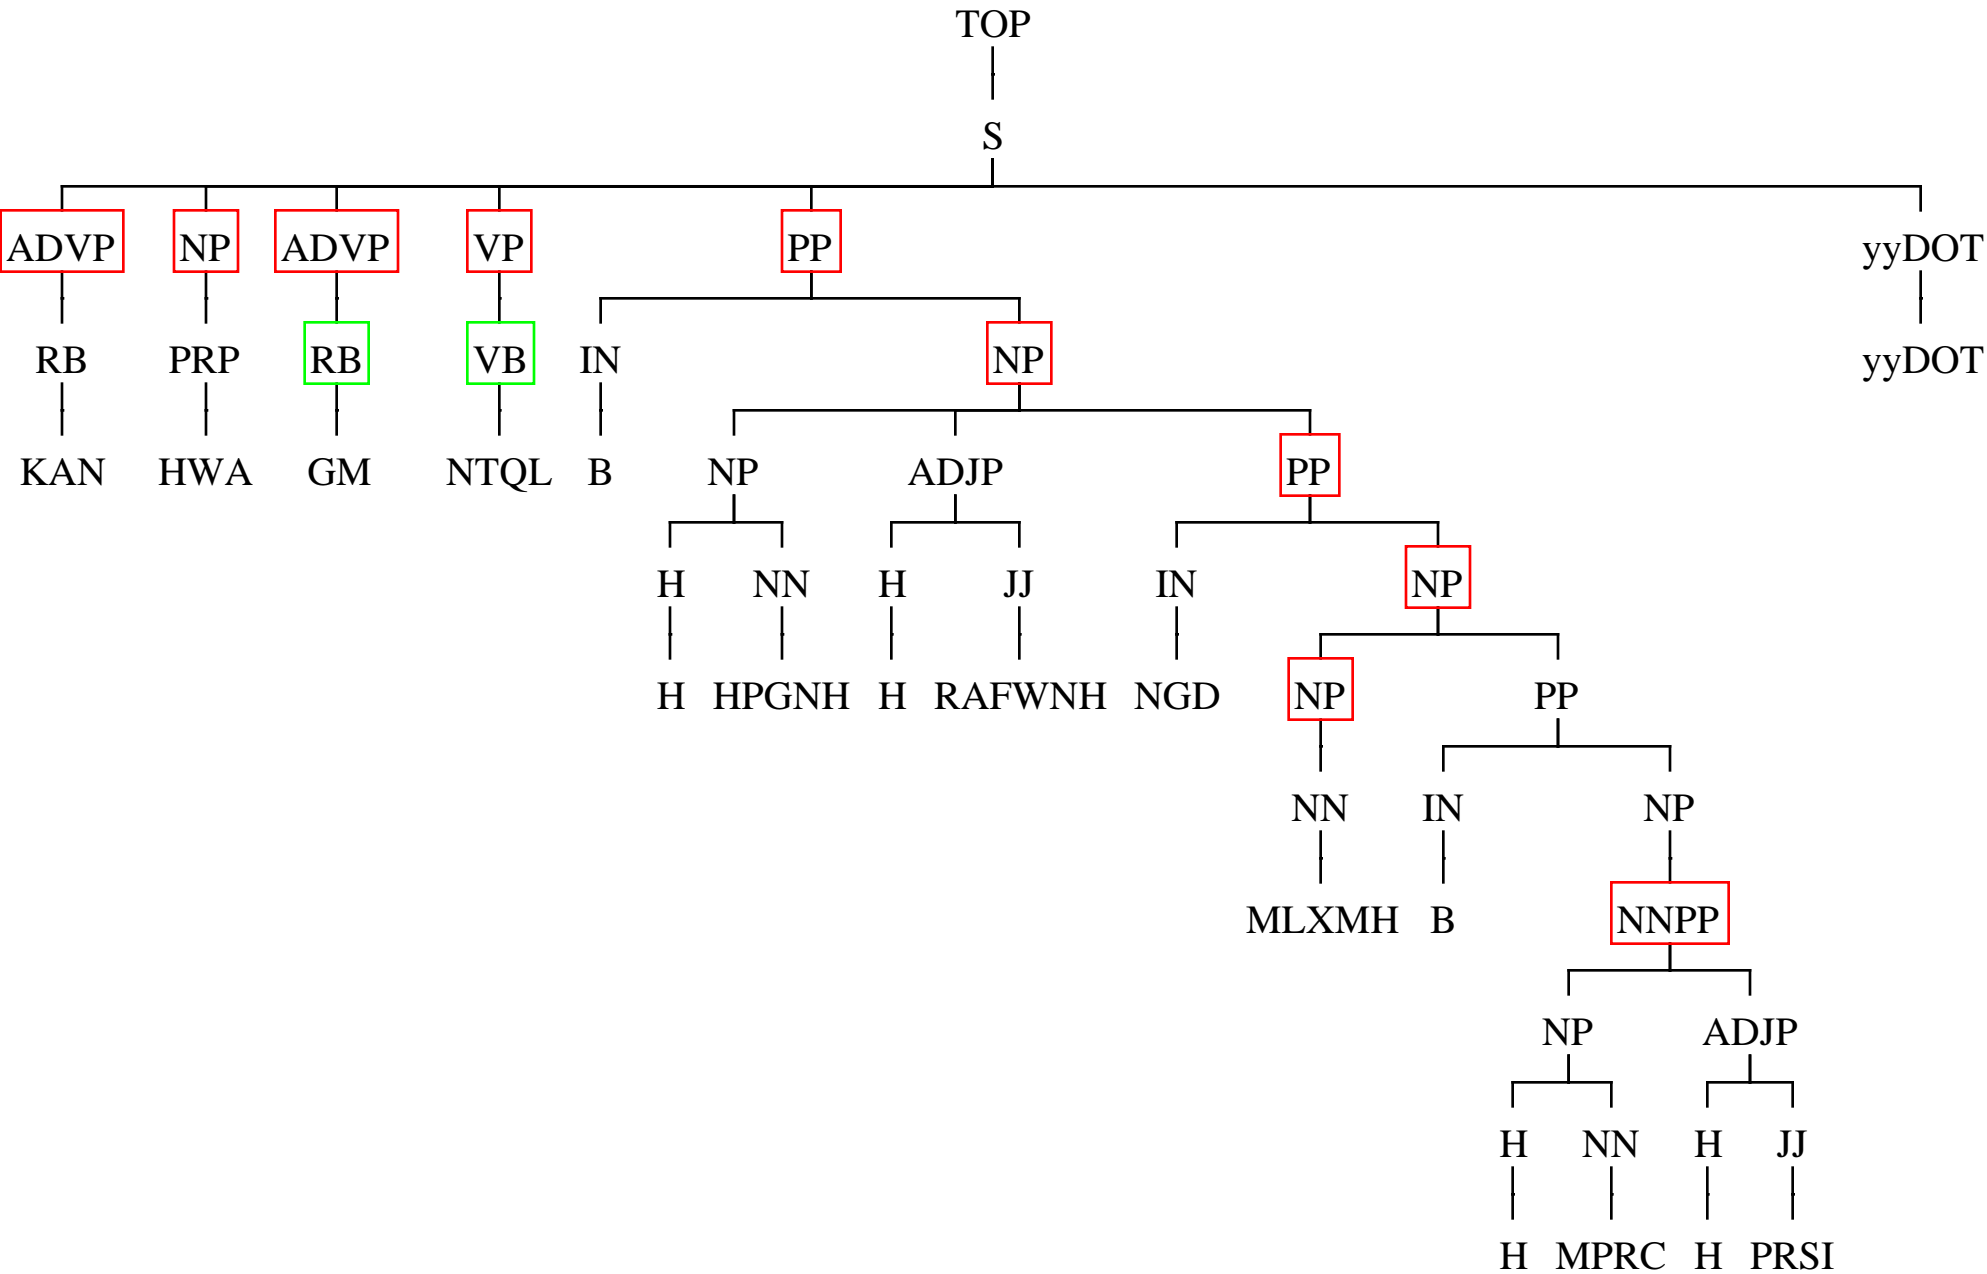 TOP
S
ADVP NP ADVP VP PP yyDOT
RB PRP RB VB IN NP yyDOT
KAN HWA GM NTQL B NP ADJP PP
H NN H JJ IN NP
H HPGNH H RAFWNH NGD NP PP
NN IN NP
MLXMH B NNPP
NP ADJP
H NN H JJ
H MPRC H PRSI